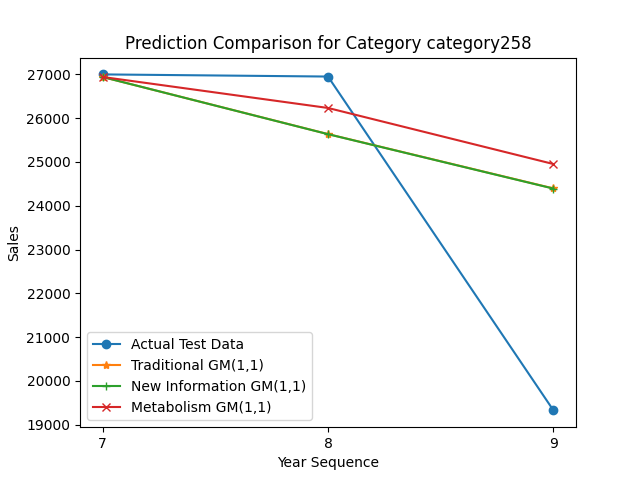 Prediction Comparison for Category category258
27000
26000
25000
24000
23000
22000
21000
20000
19000
Sales
Actual Test Data
Traditional GM(1,1)
New Information GM(1,1)
Metabolism GM(1,1)
7
8
9
Year Sequence